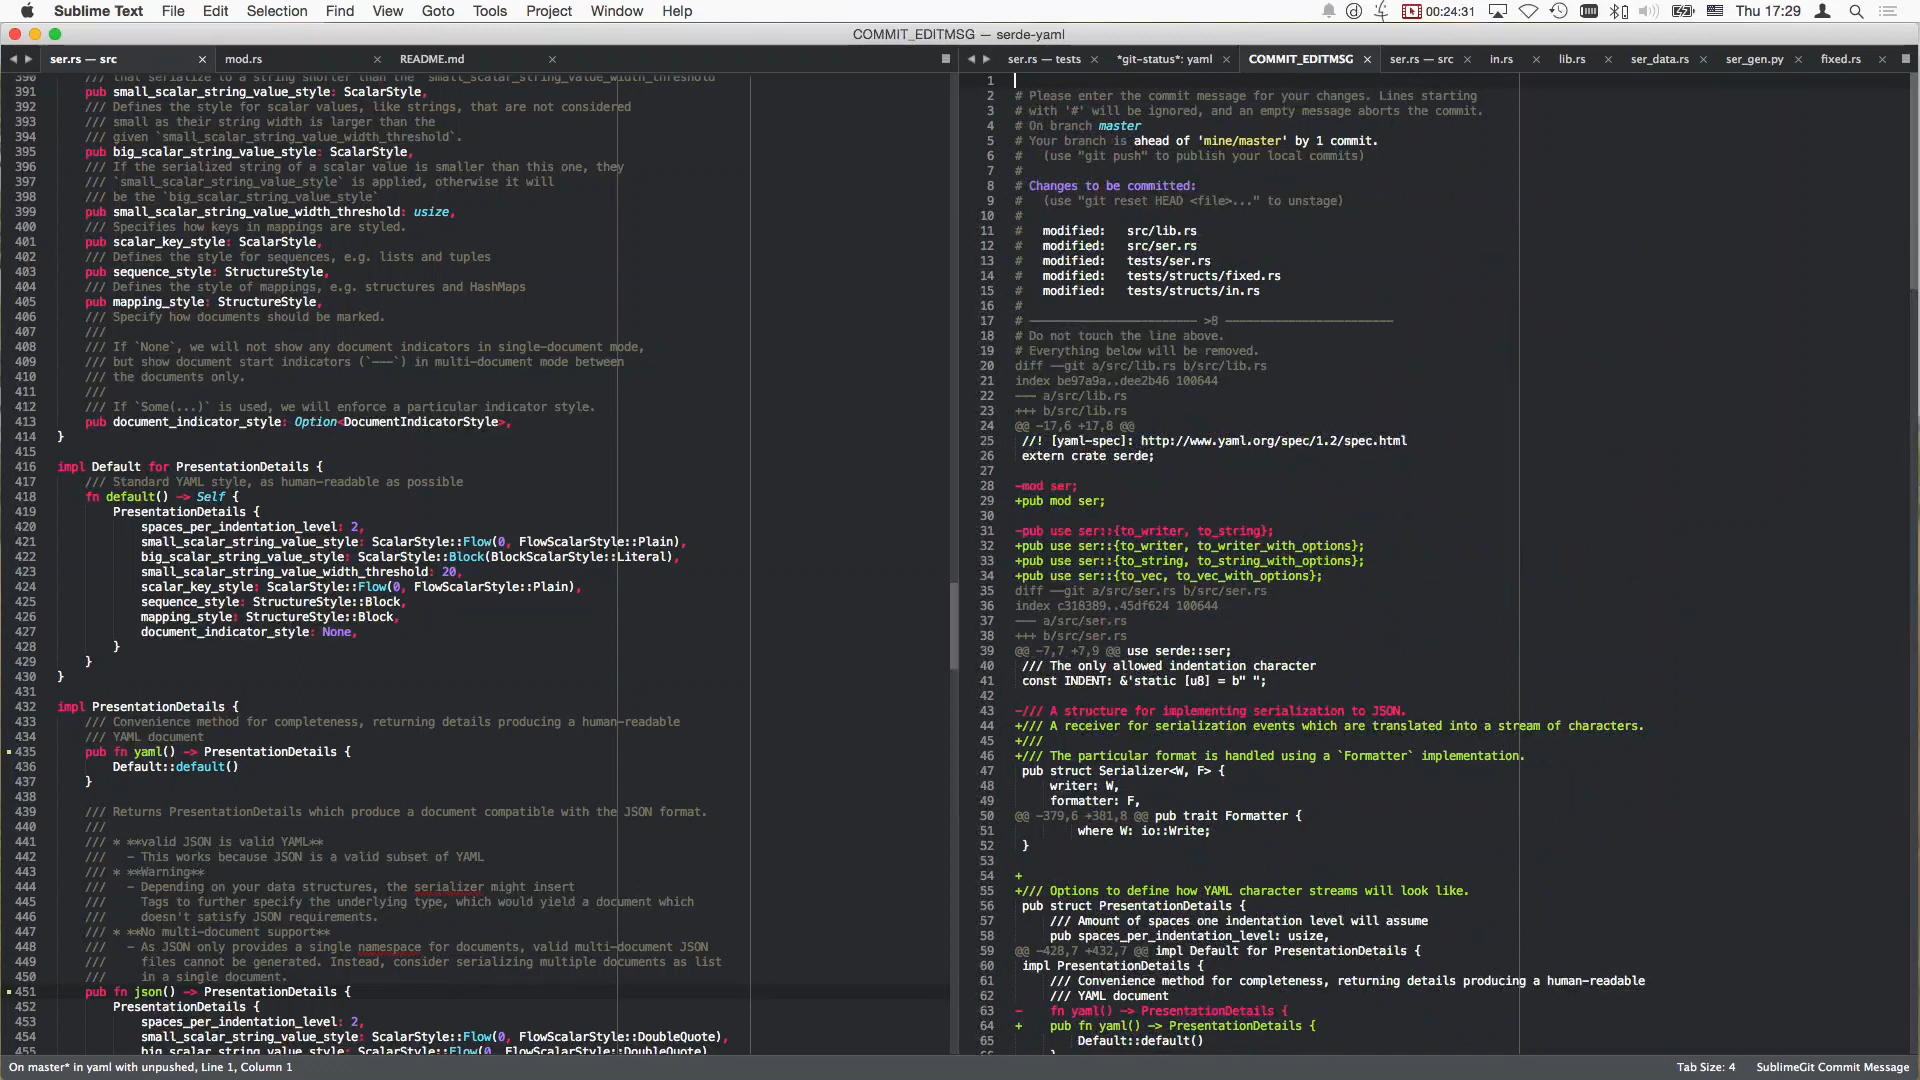 Sublime Text File Edit Selection Find View Goto Tools Project Window Help
00:24:31 Thu 17:29
COMMIT_EDITMSG — serde-yaml
ser.rs — src mod.rs README.md
390 /// that serialize to a string shorter than the `small_scalar_string_value_width_threshold`
391 pub small_scalar_string_value_style: ScalarStyle,
392 /// Defines the style for scalar values, like strings, that are not considered
393 /// small as their string width is larger than the
394 /// given `small_scalar_string_value_width_threshold`.
395 pub big_scalar_string_value_style: ScalarStyle,
396 /// If the serialized string of a scalar value is smaller than this one, they
397 /// `small_scalar_string_value_style` is applied, otherwise it will
398 /// be the `big_scalar_string_value_style`
399 pub small_scalar_string_value_width_threshold: usize,
400 /// Specifies how keys in mappings are styled.
401 pub scalar_key_style: ScalarStyle,
402 /// Defines the style for sequences, e.g. lists and tuples
403 pub sequence_style: StructureStyle,
404 /// Defines the style of mappings, e.g. structures and HashMaps
405 pub mapping_style: StructureStyle,
406 /// Specify how documents should be marked.
407 ///
408 /// If `None`, we will not show any document indicators in single-document mode,
409 /// but show document start indicators (`---`) in multi-document mode between
410 /// the documents only.
411 ///
412 /// If `Some(...)` is used, we will enforce a particular indicator style.
413 pub document_indicator_style: Option<DocumentIndicatorStyle>,
414 }
415
416 impl Default for PresentationDetails {
417 /// Standard YAML style, as human-readable as possible
418 fn default() -> Self {
419 PresentationDetails {
420 spaces_per_indentation_level: 2,
421 small_scalar_string_value_style: ScalarStyle::Flow(0, FlowScalarStyle::Plain),
422 big_scalar_string_value_style: ScalarStyle::Block(BlockScalarStyle::Literal),
423 small_scalar_string_value_width_threshold: 20,
424 scalar_key_style: ScalarStyle::Flow(0, FlowScalarStyle::Plain),
425 sequence_style: StructureStyle::Block,
426 mapping_style: StructureStyle::Block,
427 document_indicator_style: None,
428 }
429 }
430 }
431
432 impl PresentationDetails {
433 /// Convenience method for completeness, returning details producing a human-readable
434 /// YAML document
435 pub fn yaml() -> PresentationDetails {
436 Default::default()
437 }
438
439 /// Returns PresentationDetails which produce a document compatible with the JSON format.
440 ///
441 /// * **valid JSON is valid YAML**
442 /// - This works because JSON is a valid subset of YAML
443 /// * **Warning**
444 /// - Depending on your data structures, the serializer might insert
445 /// Tags to further specify the underlying type, which would yield a document which
446 /// doesn't satisfy JSON requirements.
447 /// * **No multi-document support**
448 /// - As JSON only provides a single namespace for documents, valid multi-document JSON
449 /// files cannot be generated. Instead, consider serializing multiple documents as list
450 /// in a single document.
451 pub fn json() -> PresentationDetails {
452 PresentationDetails {
453 spaces_per_indentation_level: 2,
454 small_scalar_string_value_style: ScalarStyle::Flow(0, FlowScalarStyle::DoubleQuote),
455 big_scalar_string_value_style: ScalarStyle::Flow(0, FlowScalarStyle::DoubleQuote),
ser.rs — tests *git-status*: yaml COMMIT_EDITMSG ser.rs — src in.rs lib.rs ser_data.rs ser_gen.py fixed.rs
1
2 # Please enter the commit message for your changes. Lines starting
3 # with '#' will be ignored, and an empty message aborts the commit.
4 # On branch master
5 # Your branch is ahead of 'mine/master' by 1 commit.
6 # (use "git push" to publish your local commits)
7 #
8 # Changes to be committed:
9 # (use "git reset HEAD <file>..." to unstage)
10 #
11 # modified: src/lib.rs
12 # modified: src/ser.rs
13 # modified: tests/ser.rs
14 # modified: tests/structs/fixed.rs
15 # modified: tests/structs/in.rs
16 #
17 # ------------------------ >8 ------------------------
18 # Do not touch the line above.
19 # Everything below will be removed.
20 diff --git a/src/lib.rs b/src/lib.rs
21 index be97a9a..dee2b46 100644
22 --- a/src/lib.rs
23 +++ b/src/lib.rs
24 @@ -17,6 +17,8 @@
25 //! [yaml-spec]: http://www.yaml.org/spec/1.2/spec.html
26 extern crate serde;
27
28 -mod ser;
29 +pub mod ser;
30
31 -pub use ser::{to_writer, to_string};
32 +pub use ser::{to_writer, to_writer_with_options};
33 +pub use ser::{to_string, to_string_with_options};
34 +pub use ser::{to_vec, to_vec_with_options};
35 diff --git a/src/ser.rs b/src/ser.rs
36 index c318389..45df624 100644
37 --- a/src/ser.rs
38 +++ b/src/ser.rs
39 @@ -7,7 +7,9 @@ use serde::ser;
40 /// The only allowed indentation character
41 const INDENT: &'static [u8] = b" ";
42
43 -/// A structure for implementing serialization to JSON.
44 +/// A receiver for serialization events which are translated into a stream of characters.
45 +///
46 +/// The particular format is handled using a `Formatter` implementation.
47 pub struct Serializer<W, F> {
48 writer: W,
49 formatter: F,
50 @@ -379,6 +381,8 @@ pub trait Formatter {
51 where W: io::Write;
52 }
53
54 +
55 +/// Options to define how YAML character streams will look like.
56 pub struct PresentationDetails {
57 /// Amount of spaces one indentation level will assume
58 pub spaces_per_indentation_level: usize,
59 @@ -428,7 +432,7 @@ impl Default for PresentationDetails {
60 impl PresentationDetails {
61 /// Convenience method for completeness, returning details producing a human-readable
62 /// YAML document
63 - fn yaml() -> PresentationDetails {
64 + pub fn yaml() -> PresentationDetails {
65 Default::default()
66 }
On master* in yaml with unpushed, Line 1, Column 1 Tab Size: 4 SublimeGit Commit Message